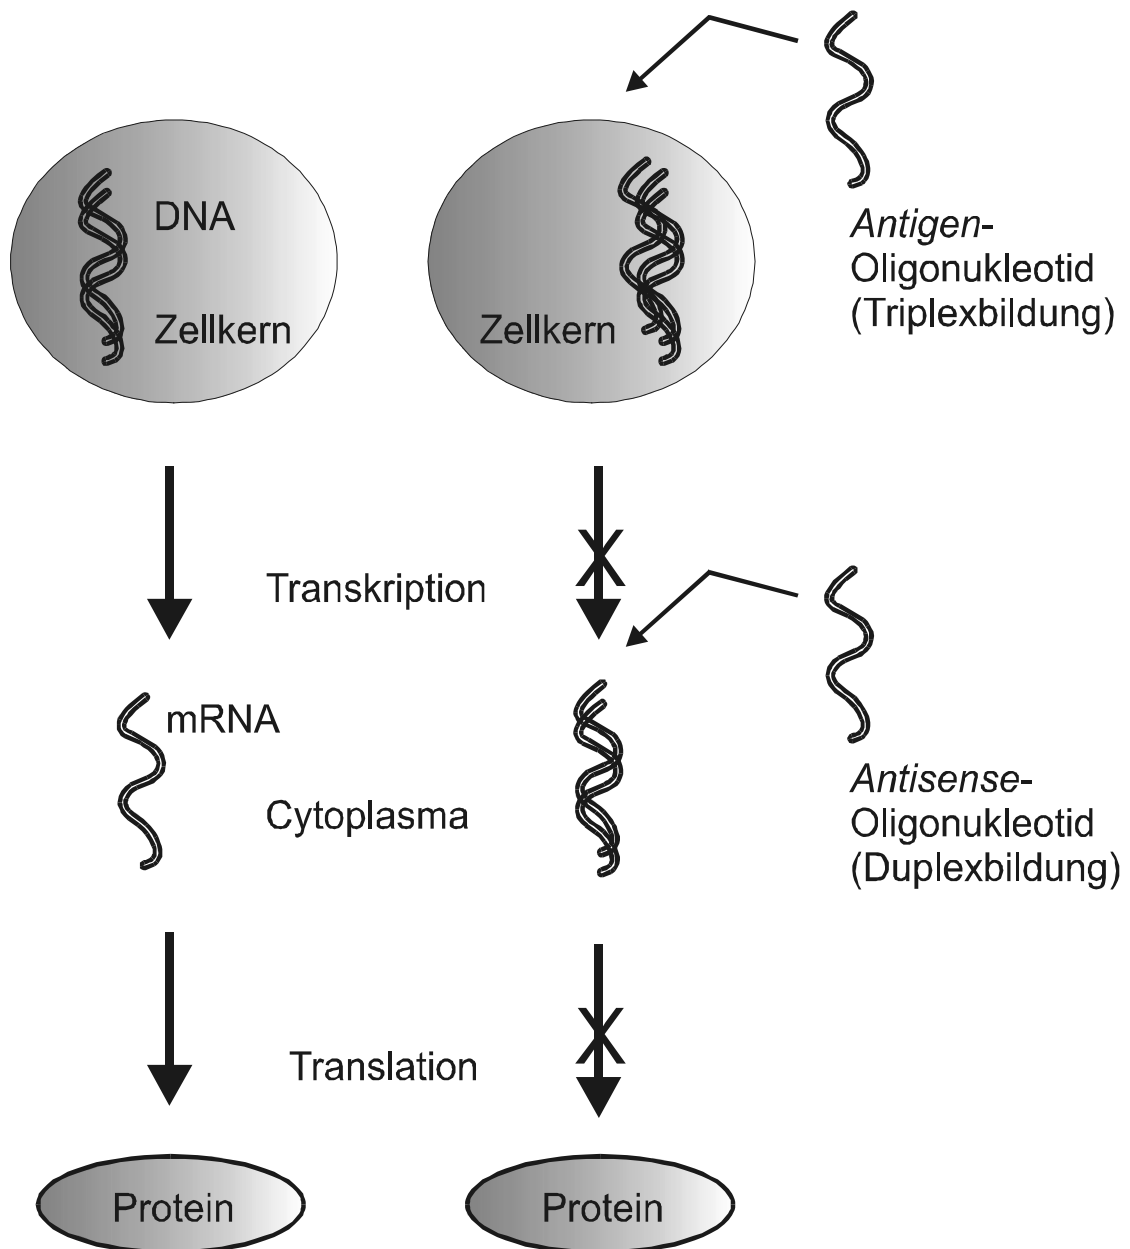 DNA
Zellkern
Zellkern
Antigen-
Oligonukleotid
(Triplexbildung)
Transkription
X
mRNA
Cytoplasma
Antisense-
Oligonukleotid
(Duplexbildung)
Translation
X
Protein
Protein